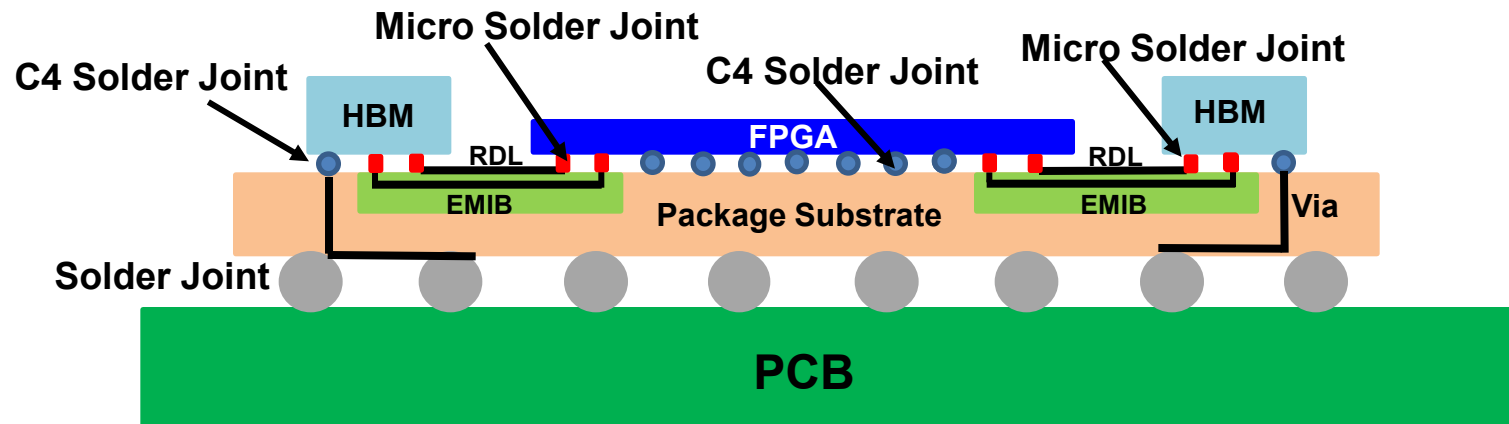 Micro Solder Joint
Micro Solder Joint
C4 Solder Joint
C4 Solder Joint
HBM
HBM
FPGA
RDL
RDL
EMIB
Package Substrate
EMIB
Via
Solder Joint
PCB